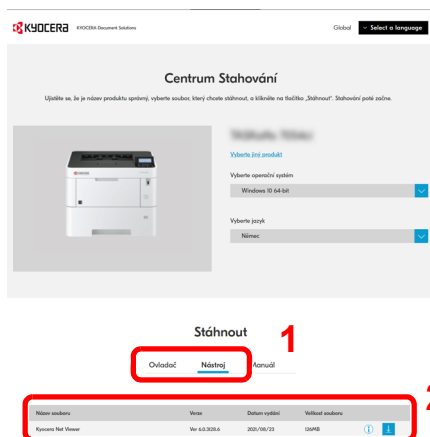 KYOCERA KYOCERA Document Solutions Global Select a language
Centrum Stahování
Ujistěte se, že je název produktu správný, vyberte soubor, který chcete stáhnout, a klikněte na tlačítko „Stáhnout“. Stahování poté začne.
Vyberte jiný produkt
Vyberte operační systém
Windows 10 64-bit
Vyberte jazyk
Němec
Stáhnout
1
Ovladač Nástroj Manuál
2
Název souboru Verze Datum vydání Velikost souboru
Kyocera Net Viewer Ver 6.0.3128.6 2021/08/23 126MB